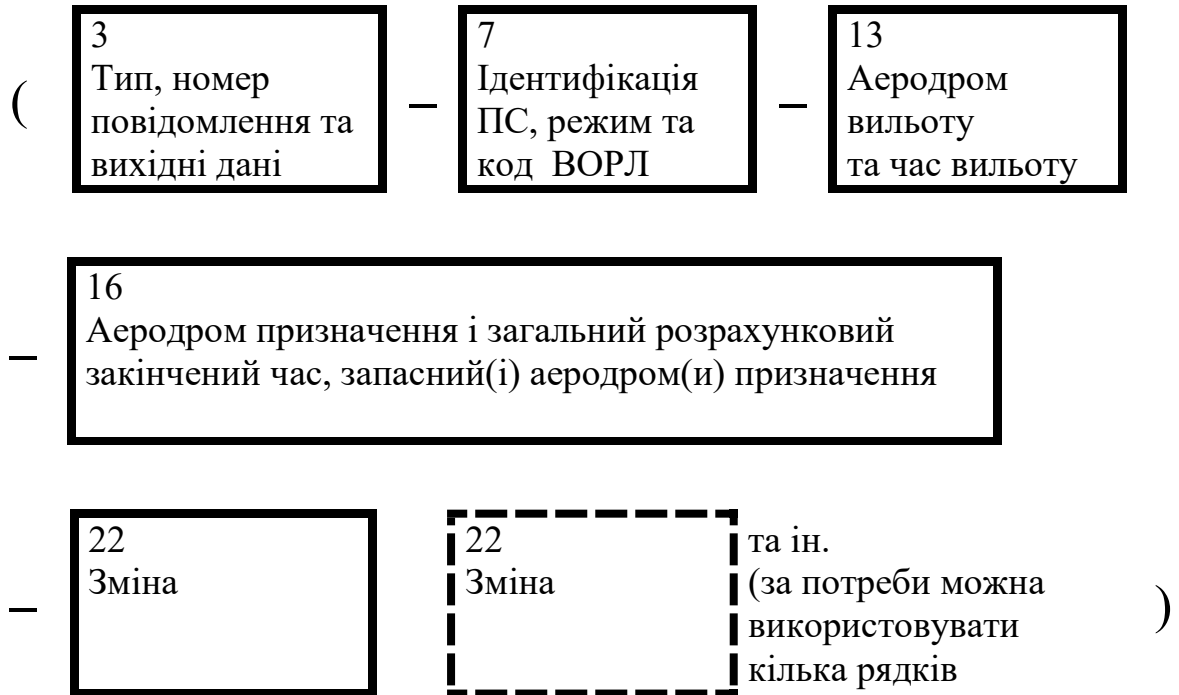 ( 3 – 7 – 13
Тип, номер
повідомлення та
вихідні дані
Ідентифікація
ПС, режим та
код ВОРЛ
Аеродром
вильоту
та час вильоту
– 16
Аеродром призначення і загальний розрахунковий
закінчений час, запасний(і) аеродром(и) призначення
– 22
Зміна
22
Зміна
та ін.
(за потреби можна
використовувати
кілька рядків
)